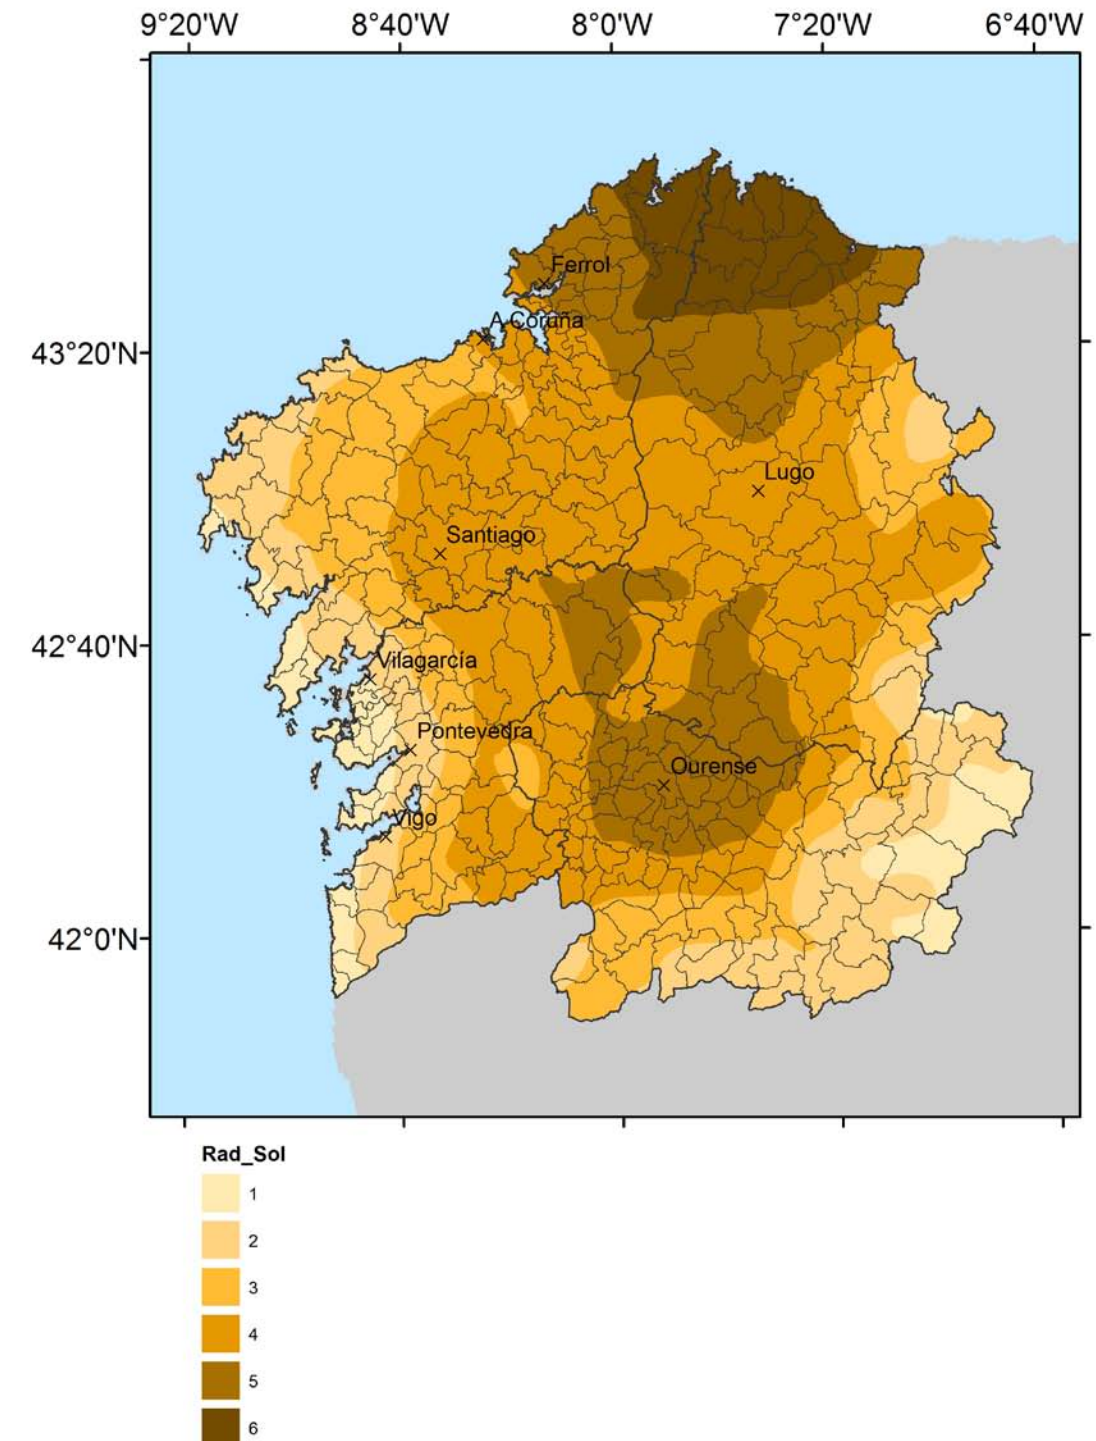 9°20'W 8°40'W 8°0'W 7°20'W 6°40'W
Ferrol
A Coruña
43°20'N
Lugo
Santiago
42°40'N
Vilagarcía
Pontevedra
Ourense
Vigo
42°0'N
Rad_Sol
1
2
3
4
5
6